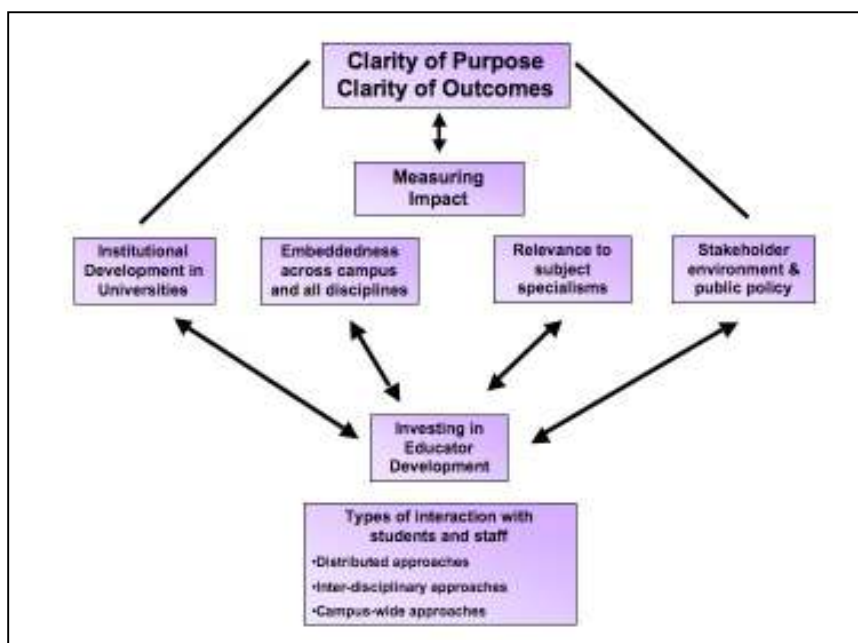 Clarity of Purpose
Clarity of Outcomes
Measuring
Impact
Institutional
Development in
Universities
Embeddedness
across campus
and all disciplines
Relevance to
subject
specialisms
Stakeholder
environment &
public policy
Investing in
Educator
Development
Types of interaction with
students and staff
•Distributed approaches
•Inter-disciplinary approaches
•Campus-wide approaches